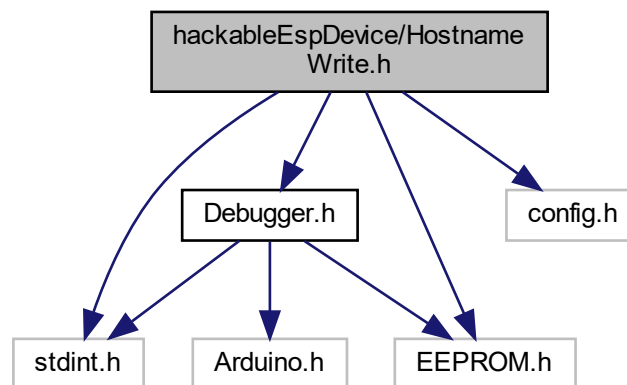 hackableEspDevice/Hostname
Write.h
Debugger.h
config.h
stdint.h
Arduino.h
EEPROM.h